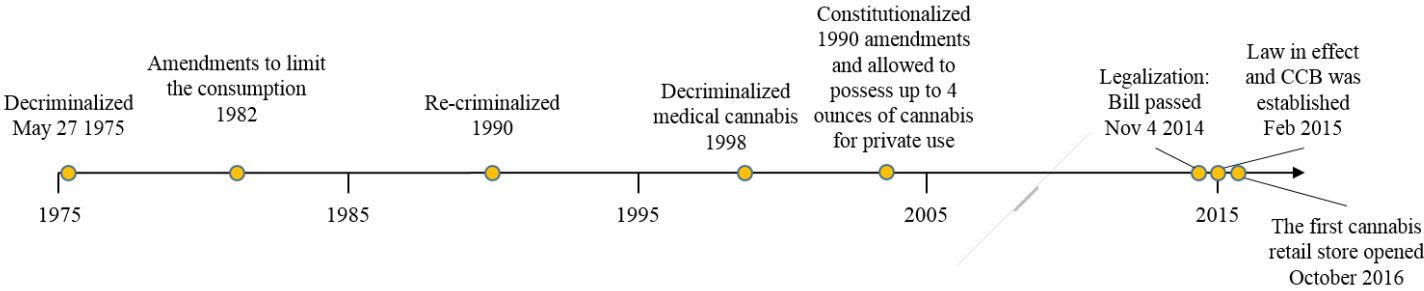 Decriminalized
May 27 1975
Amendments to limit
the consumption
1982
Re-criminalized
1990
Decriminalized
medical cannabis
1998
Constitutionalized
1990 amendments
and allowed to
possess up to 4
ounces of cannabis
for private use
Legalization:
Bill passed
Nov 4 2014
Law in effect
and CCB was
established
Feb 2015
1975
1985
1995
2005
2015
The first cannabis
retail store opened
October 2016